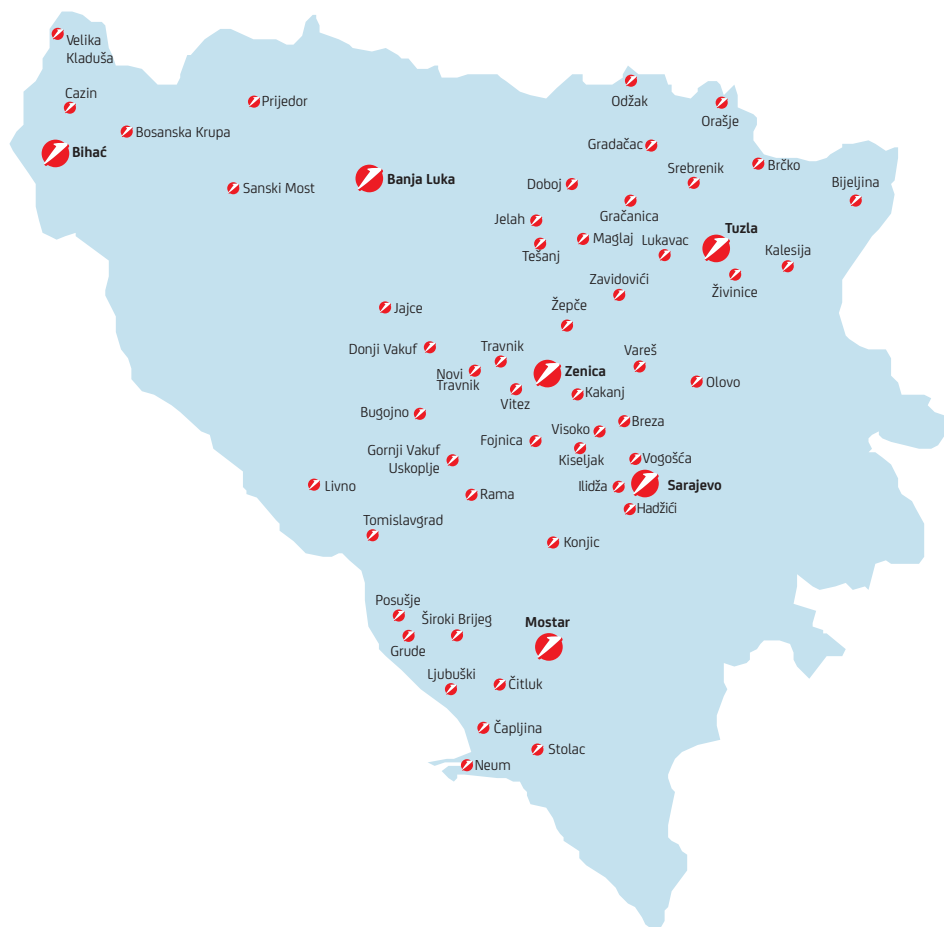 Velika
Kladuša
Cazin
Prijedor
Odžak
Orašje
Bosanska Krupa
Bihać
Gradačac
Srebrenik
Brčko
Banja Luka
Doboj
Bijeljina
Sanski Most
Gračanica
Jelah
Tuzla
Maglaj
Lukavac
Tešanj
Kalesija
Zavidovići
Živinice
Žepče
Jajce
Donji Vakuf
Travnik
Vareš
Novi
Travnik
Zenica
Olovo
Vitez
Kakanj
Bugojno
Breza
Visoko
Fojnica
Gornji Vakuf
Uskoplje
Kiseljak
Vogošća
Livno
Ilidža
Sarajevo
Rama
Hadžići
Tomislavgrad
Konjic
Posušje
Široki Brijeg
Mostar
Grude
Ljubuški
Čitluk
Čapljina
Stolac
Neum